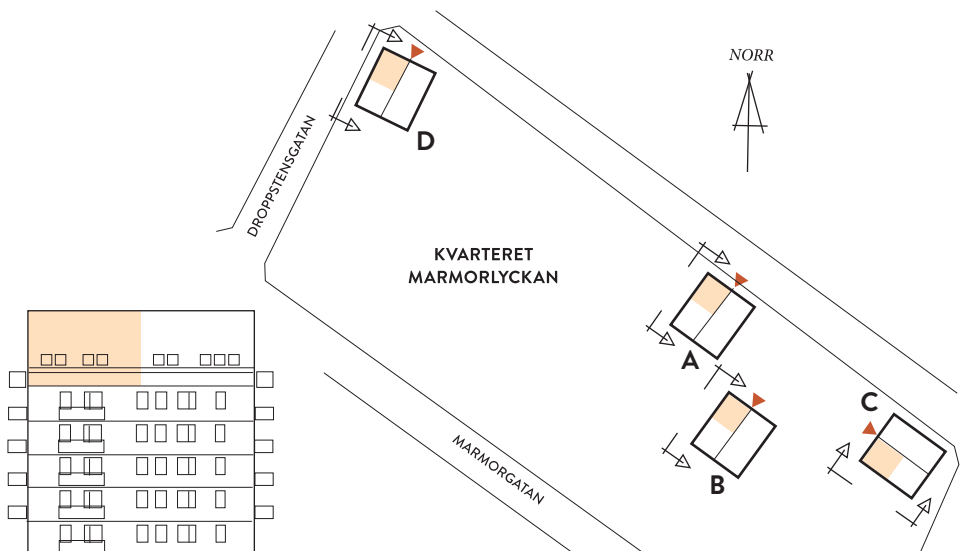 NORR
D
DROPPSTENSGATAN
KVARTERET
MARMORLYCKAN
A
C
B
MARMORGATAN